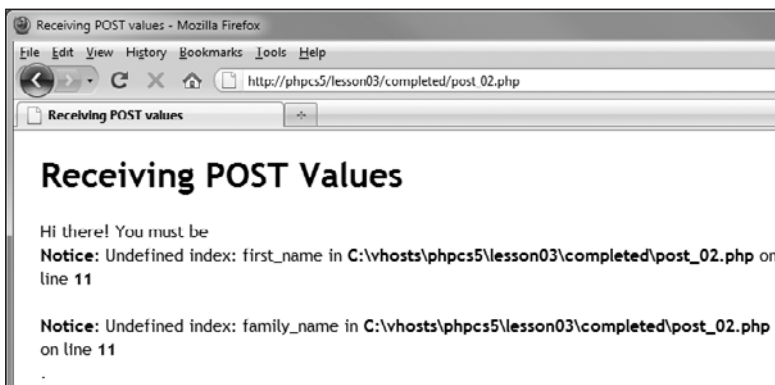 Receiving POST values - Mozilla Firefox
File Edit View History Bookmarks Tools Help
http://phpcs5/lesson03/completed/post_02.php
Receiving POST values
Receiving POST Values
Hi there! You must be
Notice: Undefined index: first_name in C:\vhosts\phpcs5\lesson03\completed\post_02.php on
line 11
Notice: Undefined index: family_name in C:\vhosts\phpcs5\lesson03\completed\post_02.php
on line 11
.